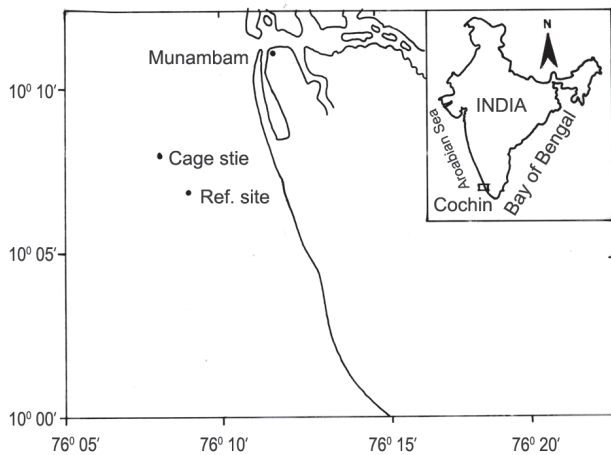 Munambam
10⁰ 10'
Cage stie
Ref. site
10⁰ 05'
10⁰ 00'
76⁰ 05'
76⁰ 10'
76⁰ 15'
76⁰ 20'
N
INDIA
Aroabian Sea
Bay of Bengal
Cochin